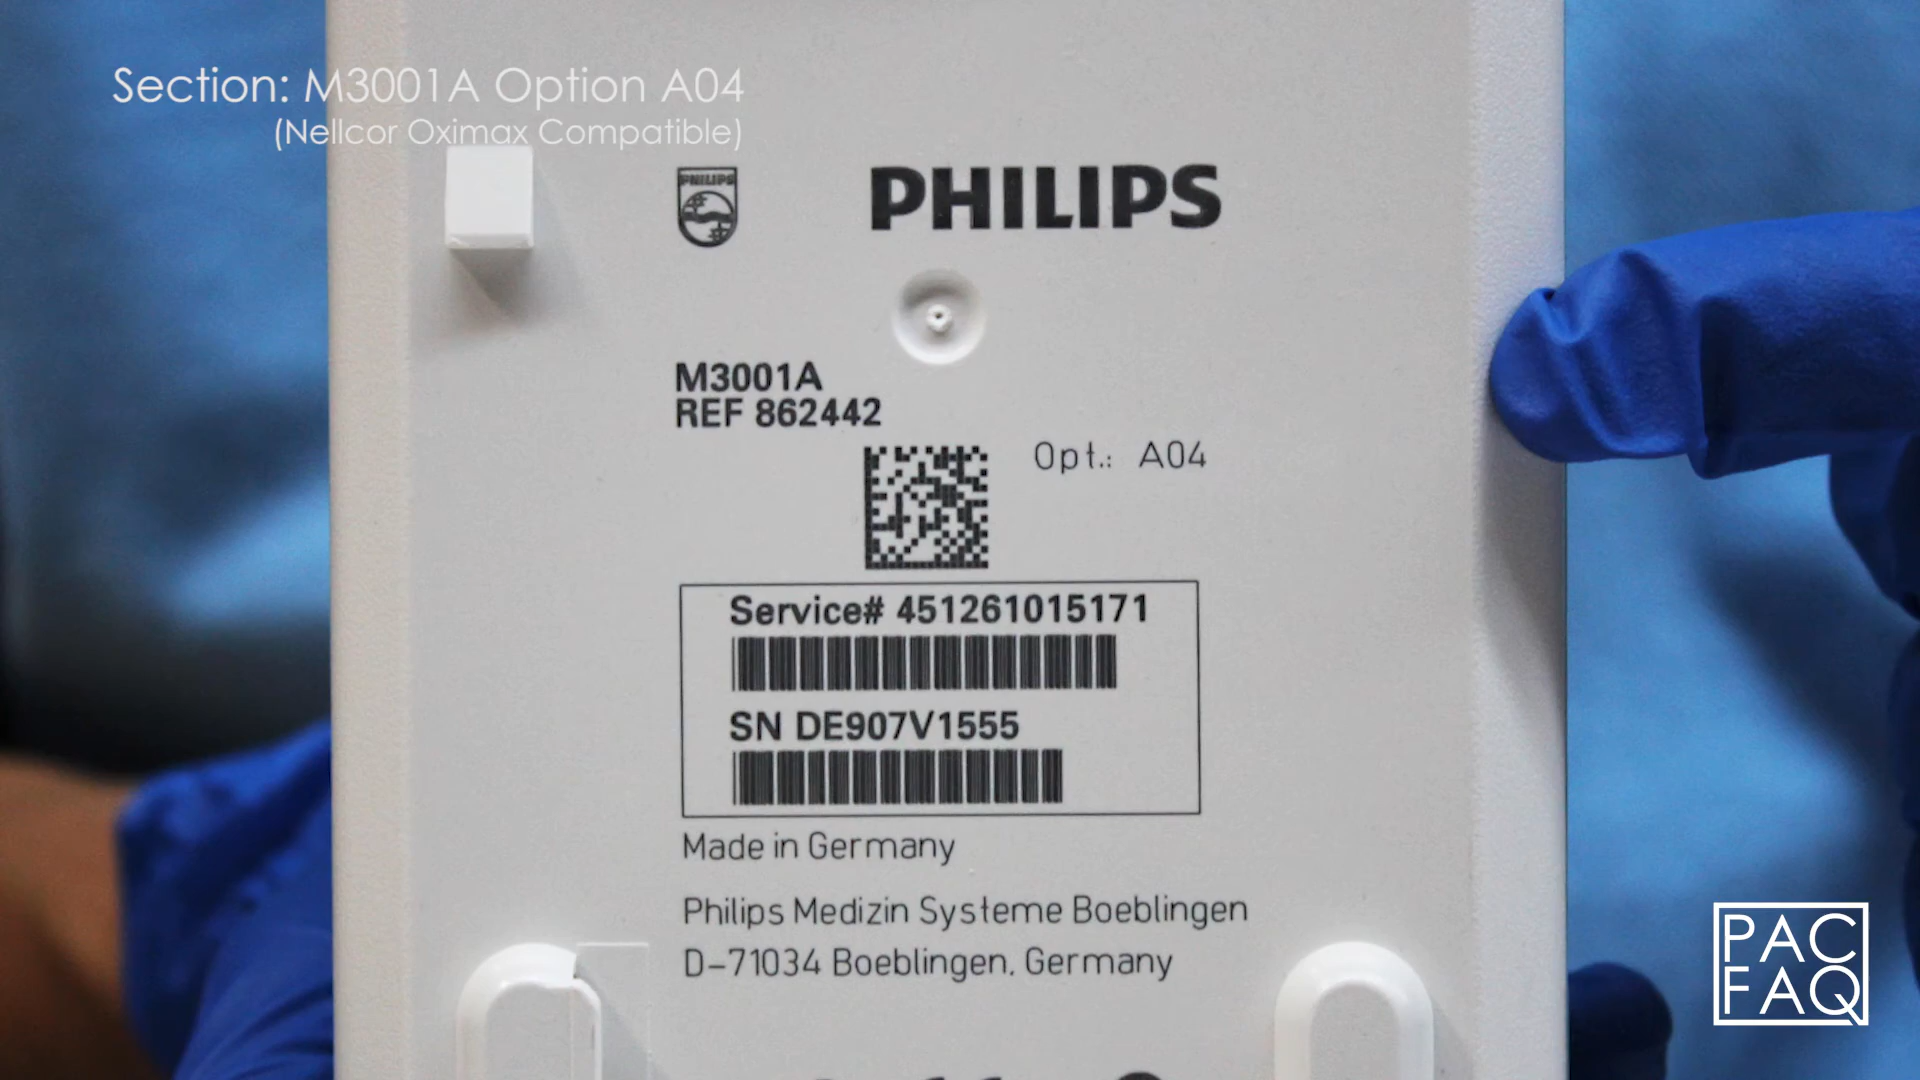 Section: M3001A Option A04
(Nellcor Oximax Compatible)
PHILIPS
PHILIPS
M3001A
REF 862442
Opt.: A04
Service# 451261015171
SN DE907V1555
Made in Germany
Philips Medizin Systeme Boeblingen
D-71034 Boeblingen, Germany
PAC
FAQ